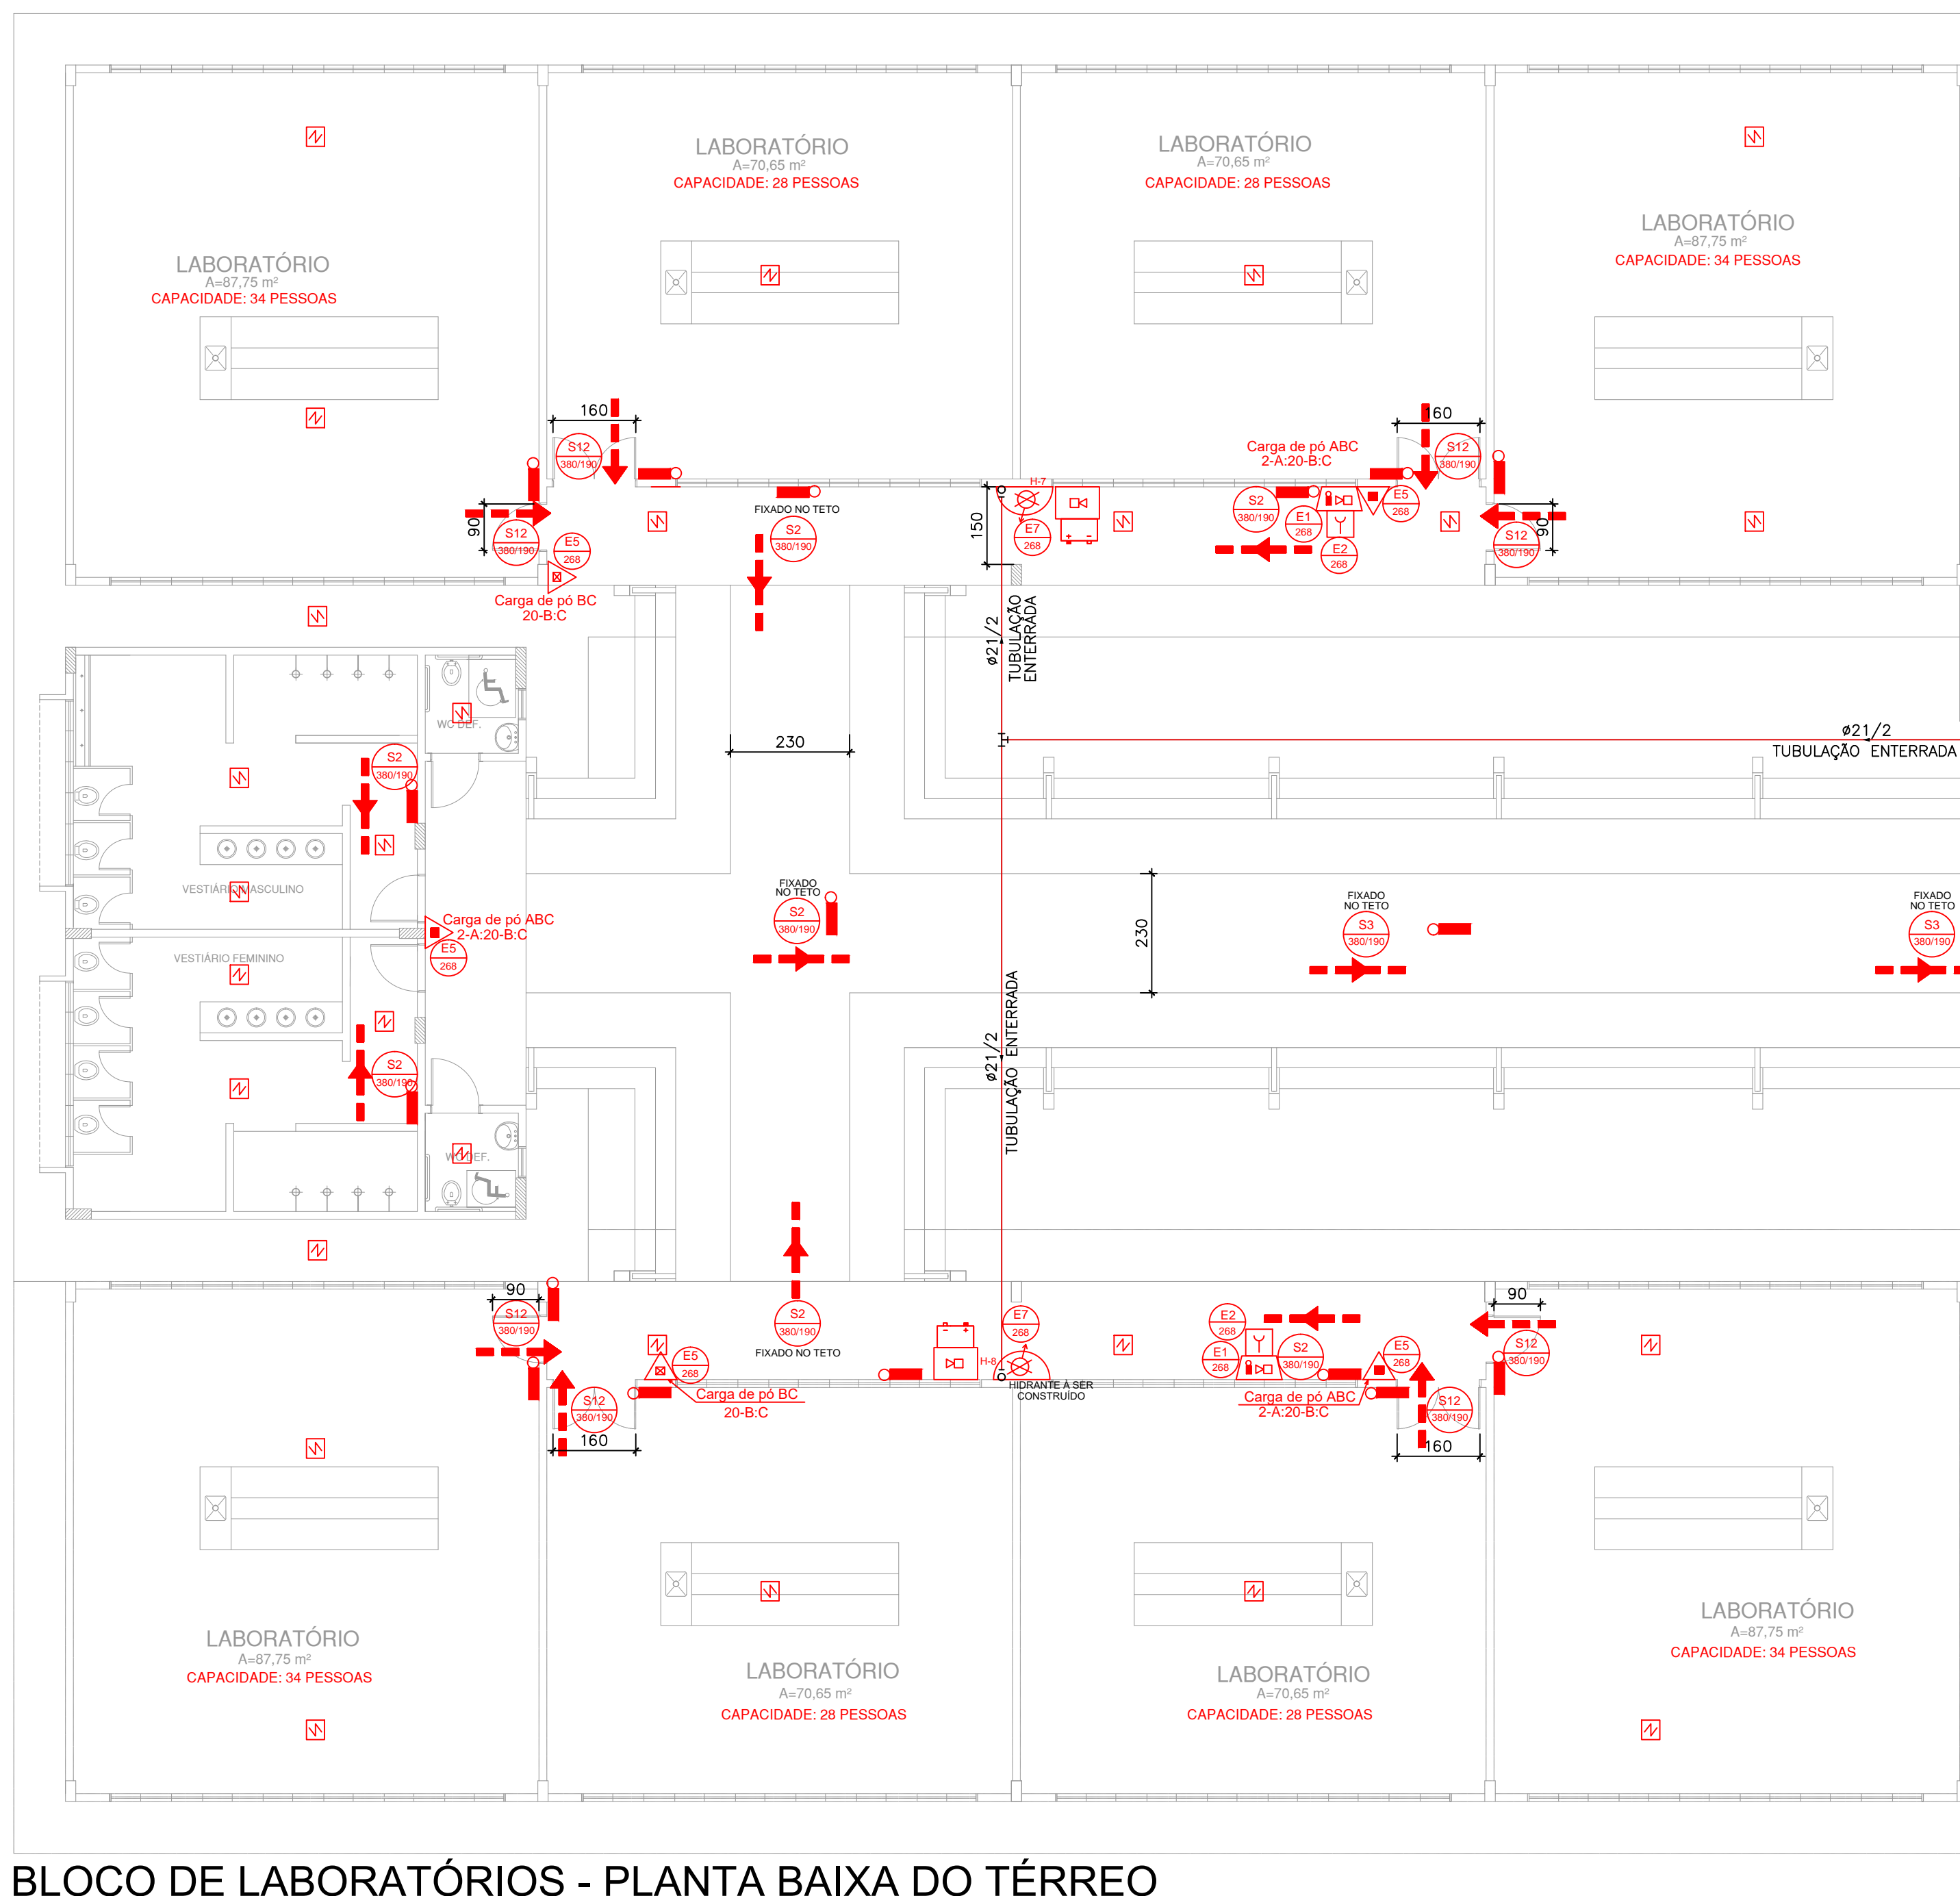 LABORATÓRIO
A=70,65 m²
CAPACIDADE: 28 PESSOAS
LABORATÓRIO
A=70,65 m²
CAPACIDADE: 28 PESSOAS
LABORATÓRIO
A=87,75 m²
CAPACIDADE: 34 PESSOAS
LABORATÓRIO
A=87,75 m²
CAPACIDADE: 34 PESSOAS
160
S12
380/190
160
S12
380/190
Carga de pó ABC
2-A:20-B:C
90
S12
380/190
E5
268
Carga de pó BC
20-B:C
FIXADO NO TETO
S2
380/190
150
H-7
E7
268
S2
380/190
E1
268
E2
268
E5
268
S12
380/190
90
ø21/2
TUBULAÇÃO
ENTERRADA
WC DEF.
230
ø21/2
TUBULAÇÃO ENTERRADA
S2
380/190
VESTIÁRIO MASCULINO
FIXADO
NO TETO
S2
380/190
FIXADO
NO TETO
S3
380/190
FIXADO
NO TETO
S3
380/190
Carga de pó ABC
2-A:20-B:C
E5
268
230
VESTIÁRIO FEMININO
S2
380/190
ø21/2
TUBULAÇÃO ENTERRADA
WC DEF.
90
S12
380/190
S2
380/190
FIXADO NO TETO
E5
268
Carga de pó BC
20-B:C
H-8
E7
268
HIDRANTE À SER
CONSTRUÍDO
E2
268
E1
268
S2
380/190
E5
268
Carga de pó ABC
2-A:20-B:C
90
S12
380/190
S12
380/190
160
S12
380/190
160
LABORATÓRIO
A=87,75 m²
CAPACIDADE: 34 PESSOAS
LABORATÓRIO
A=70,65 m²
CAPACIDADE: 28 PESSOAS
LABORATÓRIO
A=70,65 m²
CAPACIDADE: 28 PESSOAS
LABORATÓRIO
A=87,75 m²
CAPACIDADE: 34 PESSOAS
BLOCO DE LABORATÓRIOS - PLANTA BAIXA DO TÉRREO